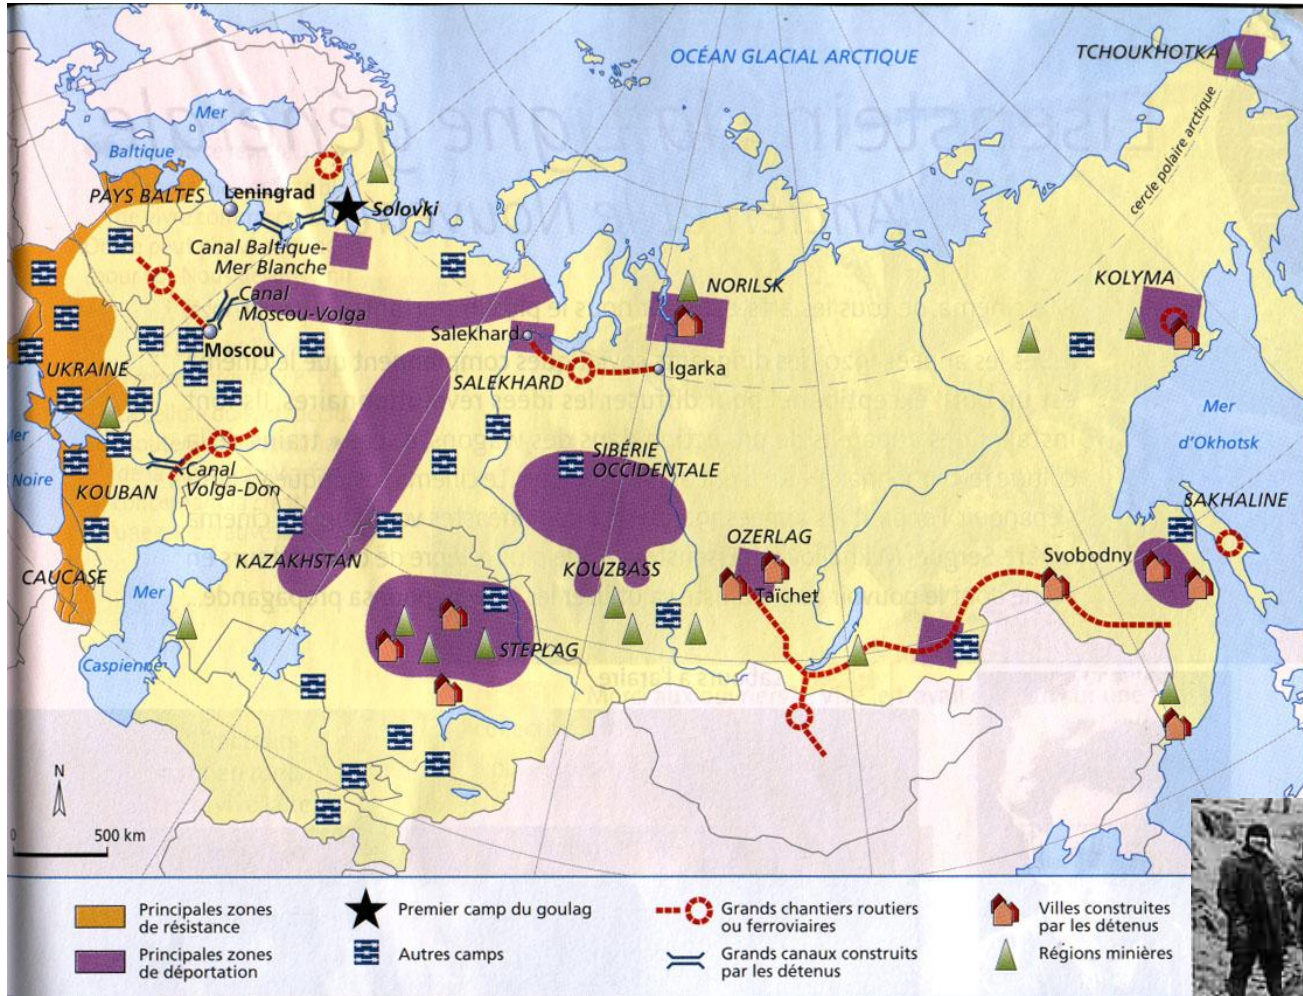 OCÉAN GLACIAL ARCTIQUE
TCHOUKHOTKA
cercle polaire arctique
Mer
Baltique
PAYS BALTES
Leningrad
Solovki
Canal Baltique-
Mer Blanche
Canal
Moscou-Volga
Moscou
NORILSK
KOLYMA
Salekhard
SALEKHARD
Igarka
UKRAINE
Mer
d'Okhotsk
Mer
Noire
SIBÉRIE
OCCIDENTALE
Canal
Volga-Don
KOUBAN
SAKHALINE
KAZAKHSTAN
KOUZBASS
OZERLAG
Taïchet
Svobodny
CAUCASE
Mer
Caspienne
STEPLAG
N
0 500 km
Principales zones
de résistance
Principales zones
de déportation
Premier camp du goulag
Autres camps
Grands chantiers routiers
ou ferroviaires
Grands canaux construits
par les détenus
Villes construites
par les détenus
Régions minières